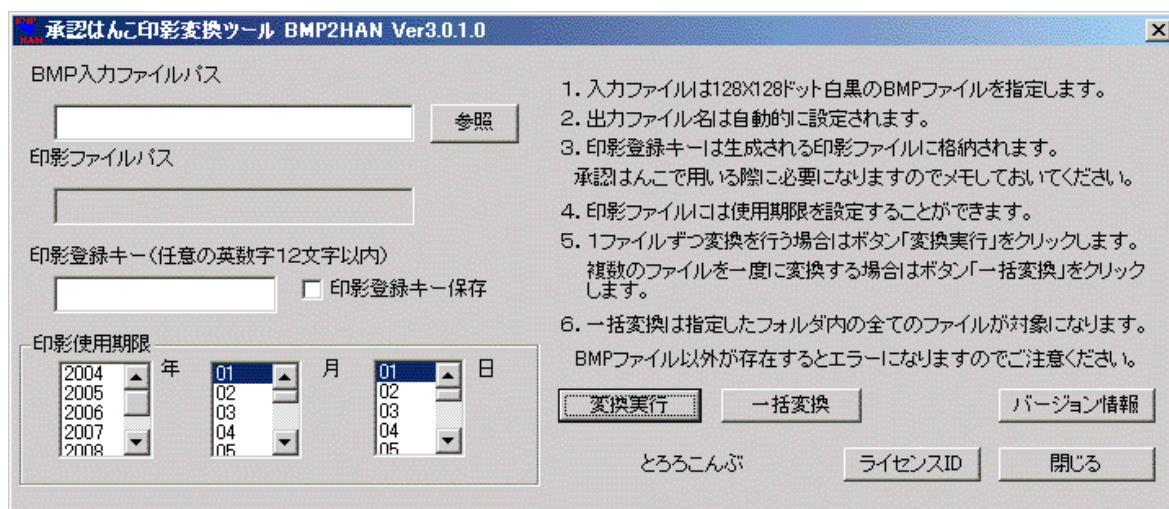 BMP HAN 承認はんこ印影変換ツール BMP2HAN Ver3.0.1.0
BMP入力ファイルパス
参照
印影ファイルパス
印影登録キー(任意の英数字12文字以内)
印影登録キー保存
印影使用期限
2004
2005
2006
2007
2008
年
01
02
03
04
05
月
01
02
03
04
05
日
1. 入力ファイルは128X128ドット白黒のBMPファイルを指定します。
2. 出力ファイル名は自動的に設定されます。
3. 印影登録キーは生成される印影ファイルに格納されます。
承認はんこで用いる際に必要になりますのでメモしておいてください。
4. 印影ファイルには使用期限を設定することができます。
5. 1ファイルずつ変換を行う場合はボタン「変換実行」をクリックします。
複数のファイルを一度に変換する場合はボタン「一括変換」をクリック
します。
6. 一括変換は指定したフォルダ内の全てのファイルが対象になります。
BMPファイル以外が存在するとエラーになりますのでご注意ください。
変換実行
一括変換
バージョン情報
とろろこんぶ
ライセンスID
閉じる